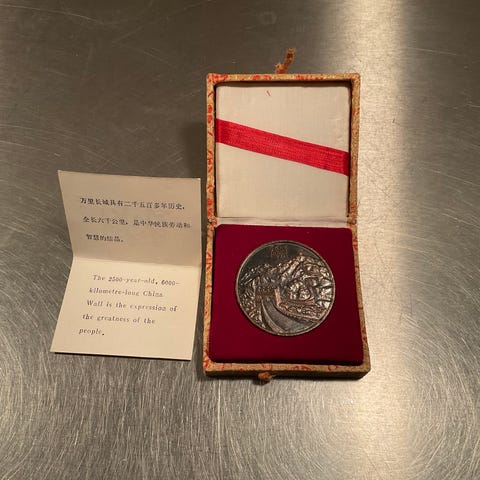 万里长城具有二千五百多年历史,
全长六千公里, 是中华民族劳动和
智慧的结晶。
The 2500-year-old, 6000-
kilometre-long China
Wall is the expression of
the greatness of the
people.